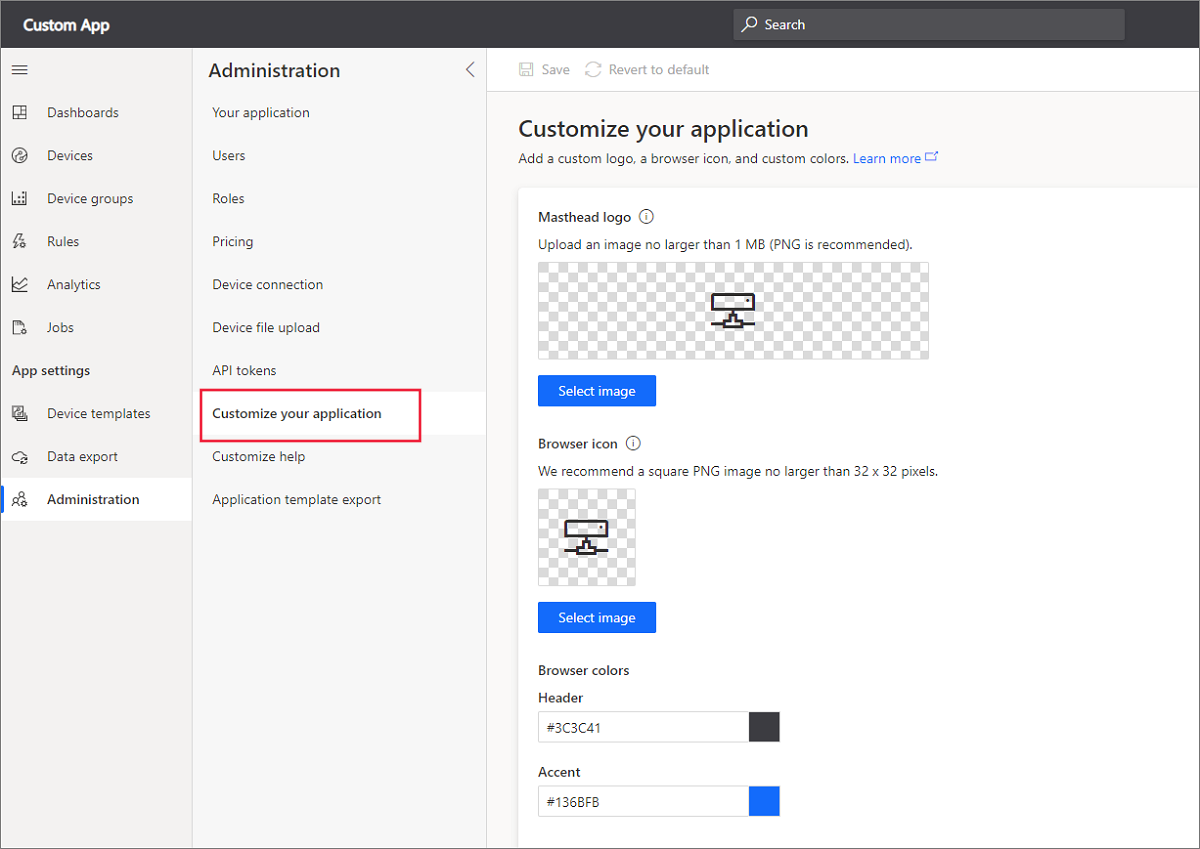 Custom App
Search
Dashboards
Devices
Device groups
Rules
Analytics
Jobs
App settings
Device templates
Data export
Administration
Administration
Your application
Users
Roles
Pricing
Device connection
Device file upload
API tokens
Customize your application
Customize help
Application template export
Save Revert to default
Customize your application
Add a custom logo, a browser icon, and custom colors. Learn more
Masthead logo
Upload an image no larger than 1 MB (PNG is recommended).
Select image
Browser icon
We recommend a square PNG image no larger than 32 x 32 pixels.
Select image
Browser colors
Header
#3C3C41
Accent
#136BFB